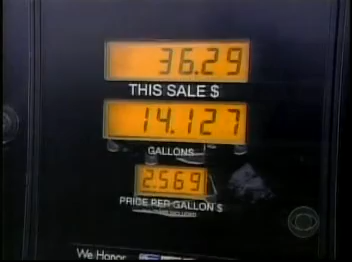 36.29
THIS SALE $
14.127
GALLONS
2.569
PRICE PER GALLON $
We Honor